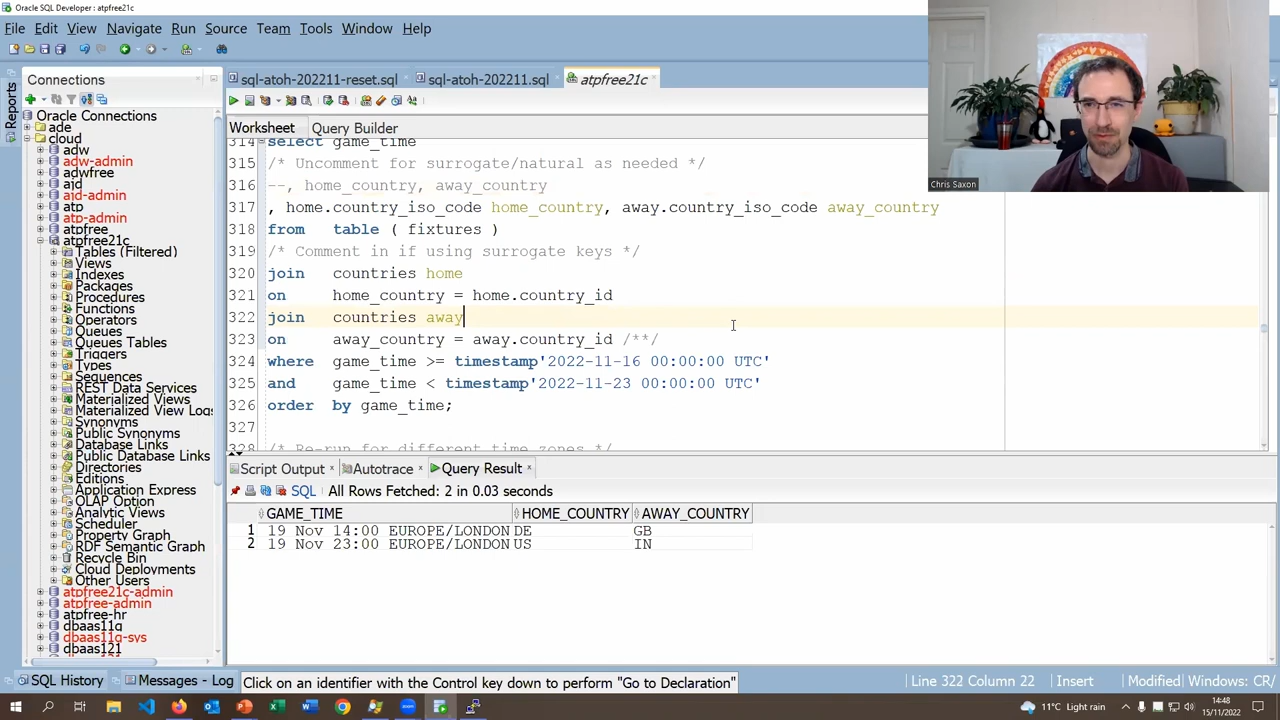 Oracle SQL Developer : atpfree21c
File Edit View Navigate Run Source Team Tools Window Help
Reports
Connections
Oracle Connections
ade
cloud
adw
adw-admin
adwfree
ajd
ajd-admin
atp
atp-admin
atpfree
atpfree21c
Tables (Filtered)
Views
Indexes
Packages
Procedures
Functions
Operators
Queues
Queues Tables
Triggers
Types
Sequences
REST Data Services
Materialized Views
Materialized View Logs
Synonyms
Public Synonyms
Database Links
Public Database Links
Directories
Editions
Application Express
OLAP Option
Analytic Views
Scheduler
Property Graph
RDF Semantic Graph
Recycle Bin
Cloud Deployments
Other Users
atpfree21c-admin
atpfree-admin
atpfree-hr
dbaas11g
dbaas11g-sys
dbaas121
sql-atoh-202211-reset.sql sql-atoh-202211.sql atpfree21c
Worksheet Query Builder
314 select game_time
315 /* Uncomment for surrogate/natural as needed */
316 --, home_country, away_country
317 , home.country_iso_code home_country, away.country_iso_code away_country
318 from table ( fixtures )
319 /* Comment in if using surrogate keys */
320 join countries home
321 on home_country = home.country_id
322 join countries away
323 on away_country = away.country_id /**/
324 where game_time >= timestamp'2022-11-16 00:00:00 UTC'
325 and game_time < timestamp'2022-11-23 00:00:00 UTC'
326 order by game_time;
327
328 /* Re-run for different time zones */
Chris Saxon
Script Output Autotrace Query Result
SQL All Rows Fetched: 2 in 0.03 seconds
GAME_TIME HOME_COUNTRY AWAY_COUNTRY
1 19 Nov 14:00 EUROPE/LONDON DE GB
2 19 Nov 23:00 EUROPE/LONDON US IN
SQL History Messages - Log Click on an identifier with the Control key down to perform "Go to Declaration" Line 322 Column 22 Insert Modified Windows: CR/
11°C Light rain 14:48
15/11/2022